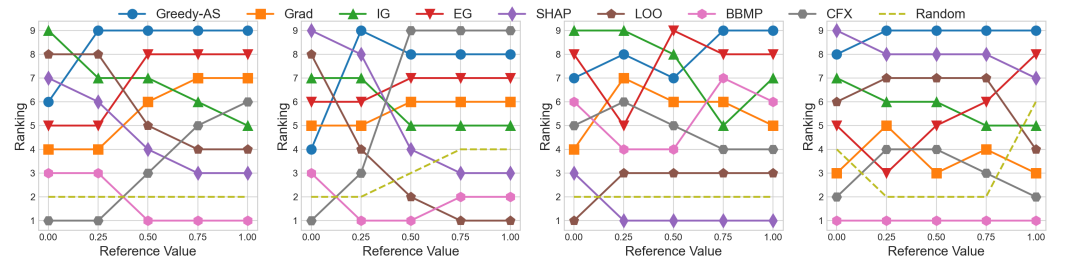 Greedy-AS Grad IG EG SHAP LOO BBMP CFX Random
Ranking
9
8
7
6
5
4
3
2
1
0.00 0.25 0.50 0.75 1.00
Reference Value
Ranking
9
8
7
6
5
4
3
2
1
0.00 0.25 0.50 0.75 1.00
Reference Value
Ranking
9
8
7
6
5
4
3
2
1
0.00 0.25 0.50 0.75 1.00
Reference Value
Ranking
9
8
7
6
5
4
3
2
1
0.00 0.25 0.50 0.75 1.00
Reference Value